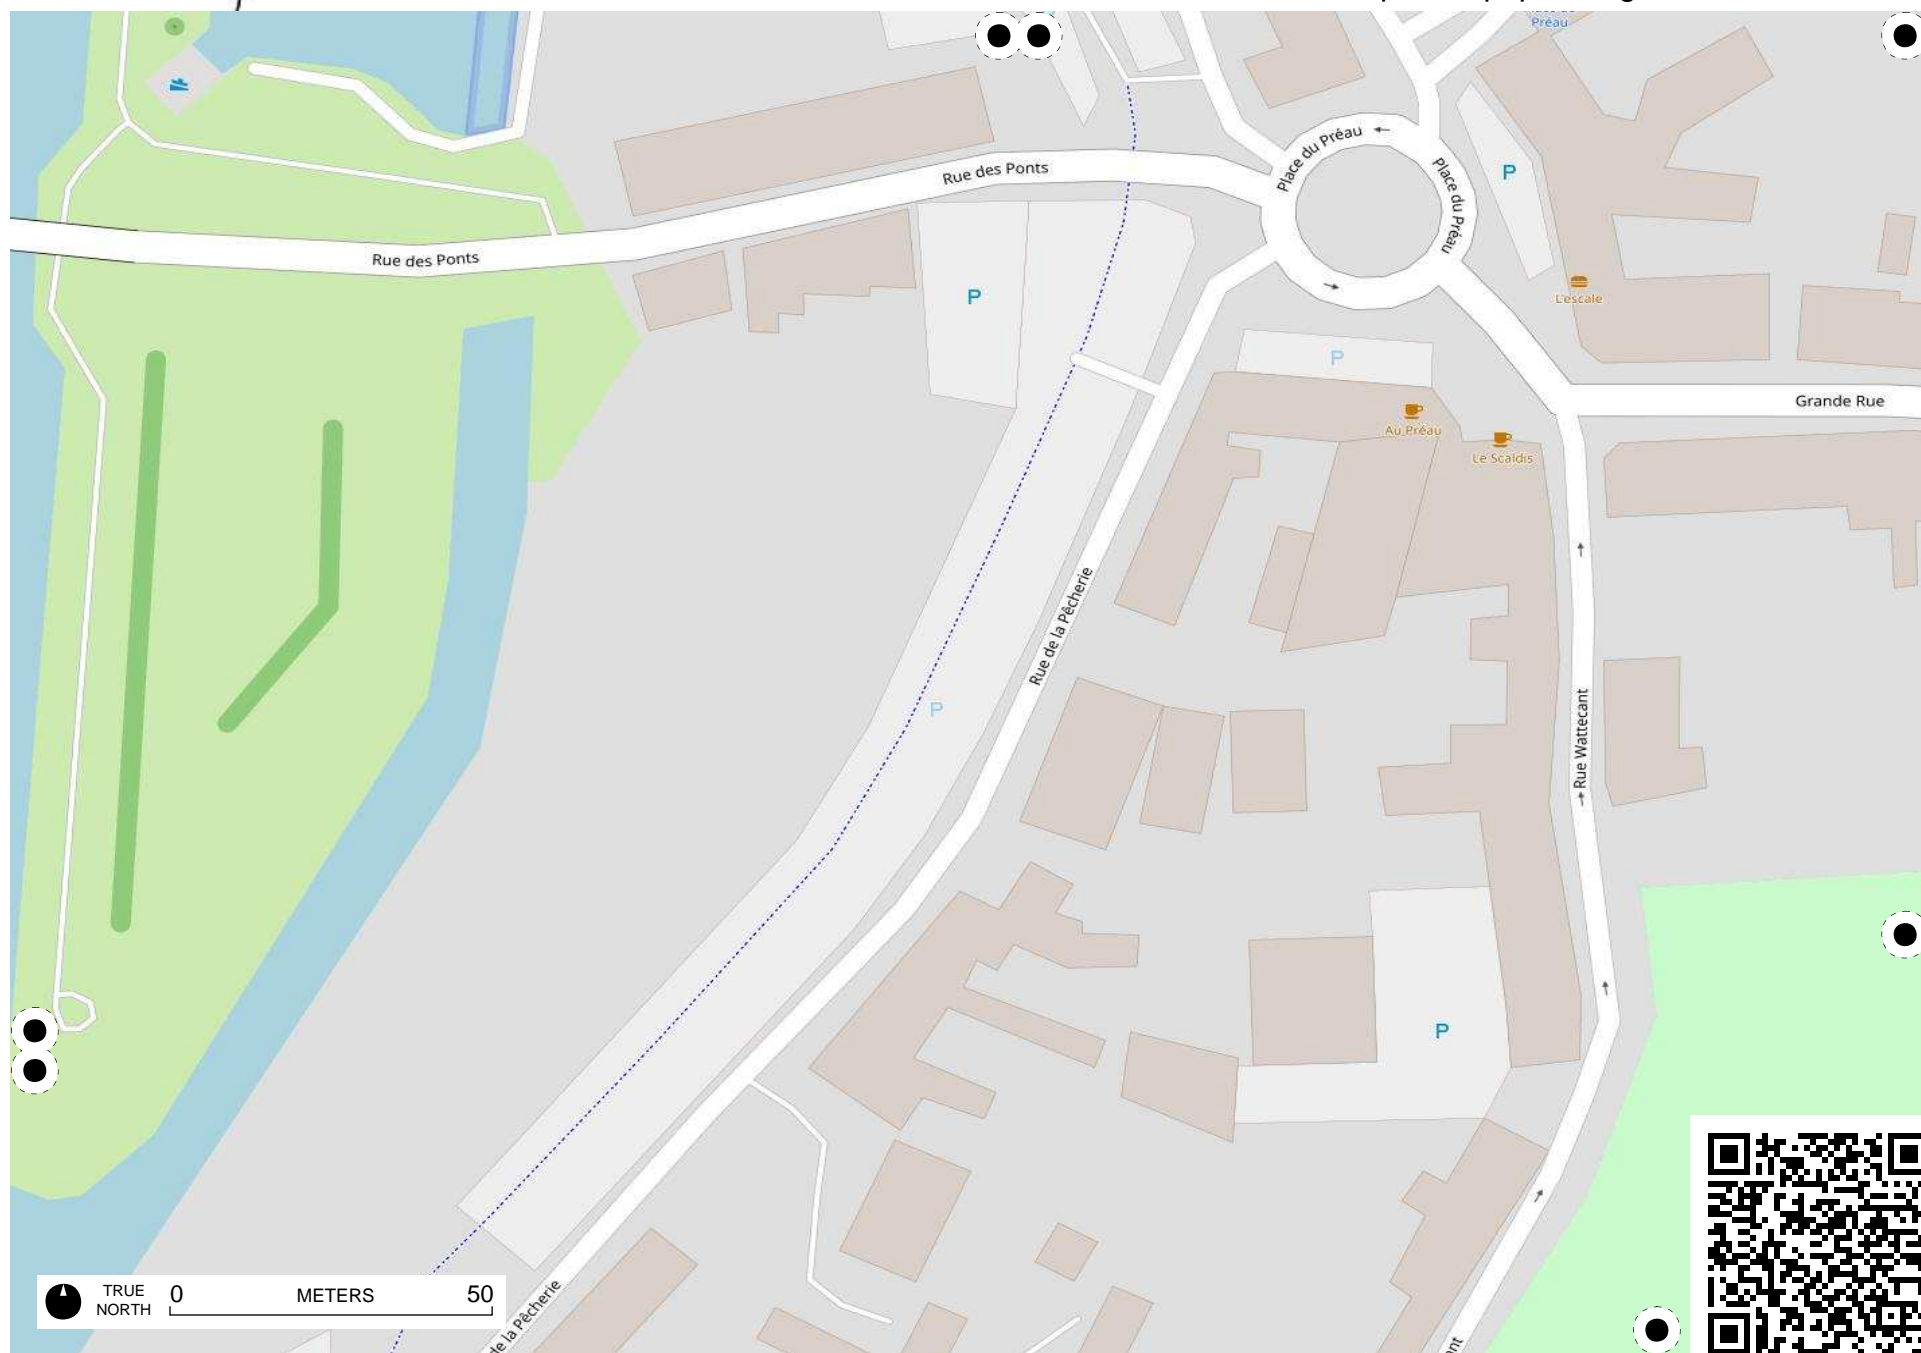 Préau
Place du Préau
Place du Préau
Rue des Ponts
P
Rue des Ponts
P
L'escale
P
Grande Rue
Au Préau
Le Scaldis
Rue de la Pêcherie
P
Rue Wattecant
P
TRUE
NORTH
0 METERS 50
de la Pêcherie
nt